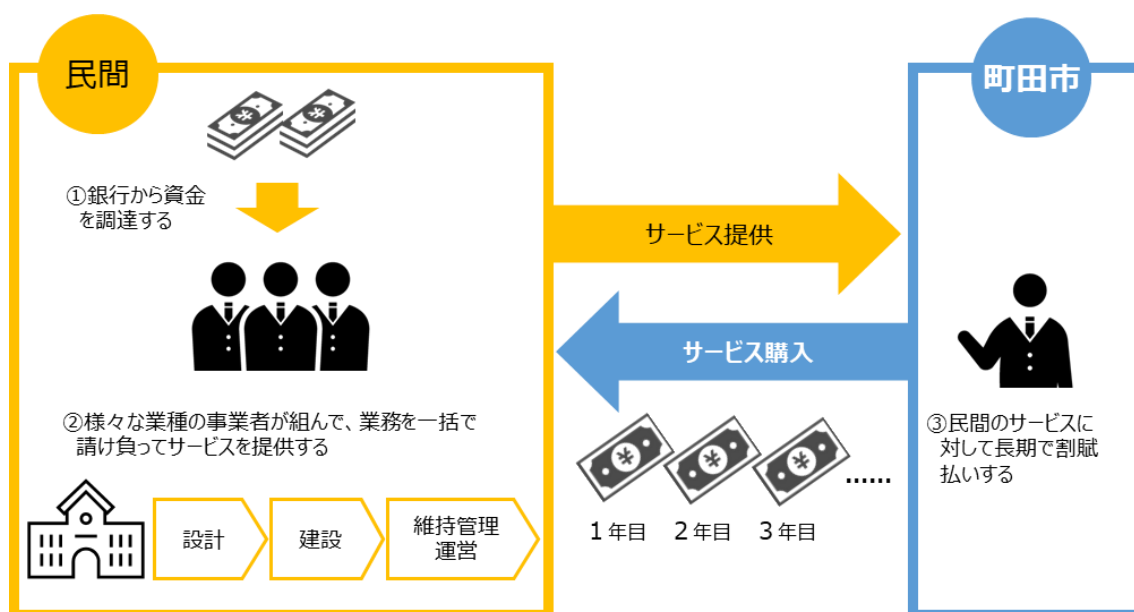 民間
町田市
①銀行から資金
を調達する
サービス提供
サービス購入
②様々な業種の事業者が組んで、業務を一括で
請け負ってサービスを提供する
③民間のサービスに
対して長期で割賦
払いする
設計
建設
維持管理
運営
¥
¥
¥
¥
¥
……
1年目
2年目
3年目